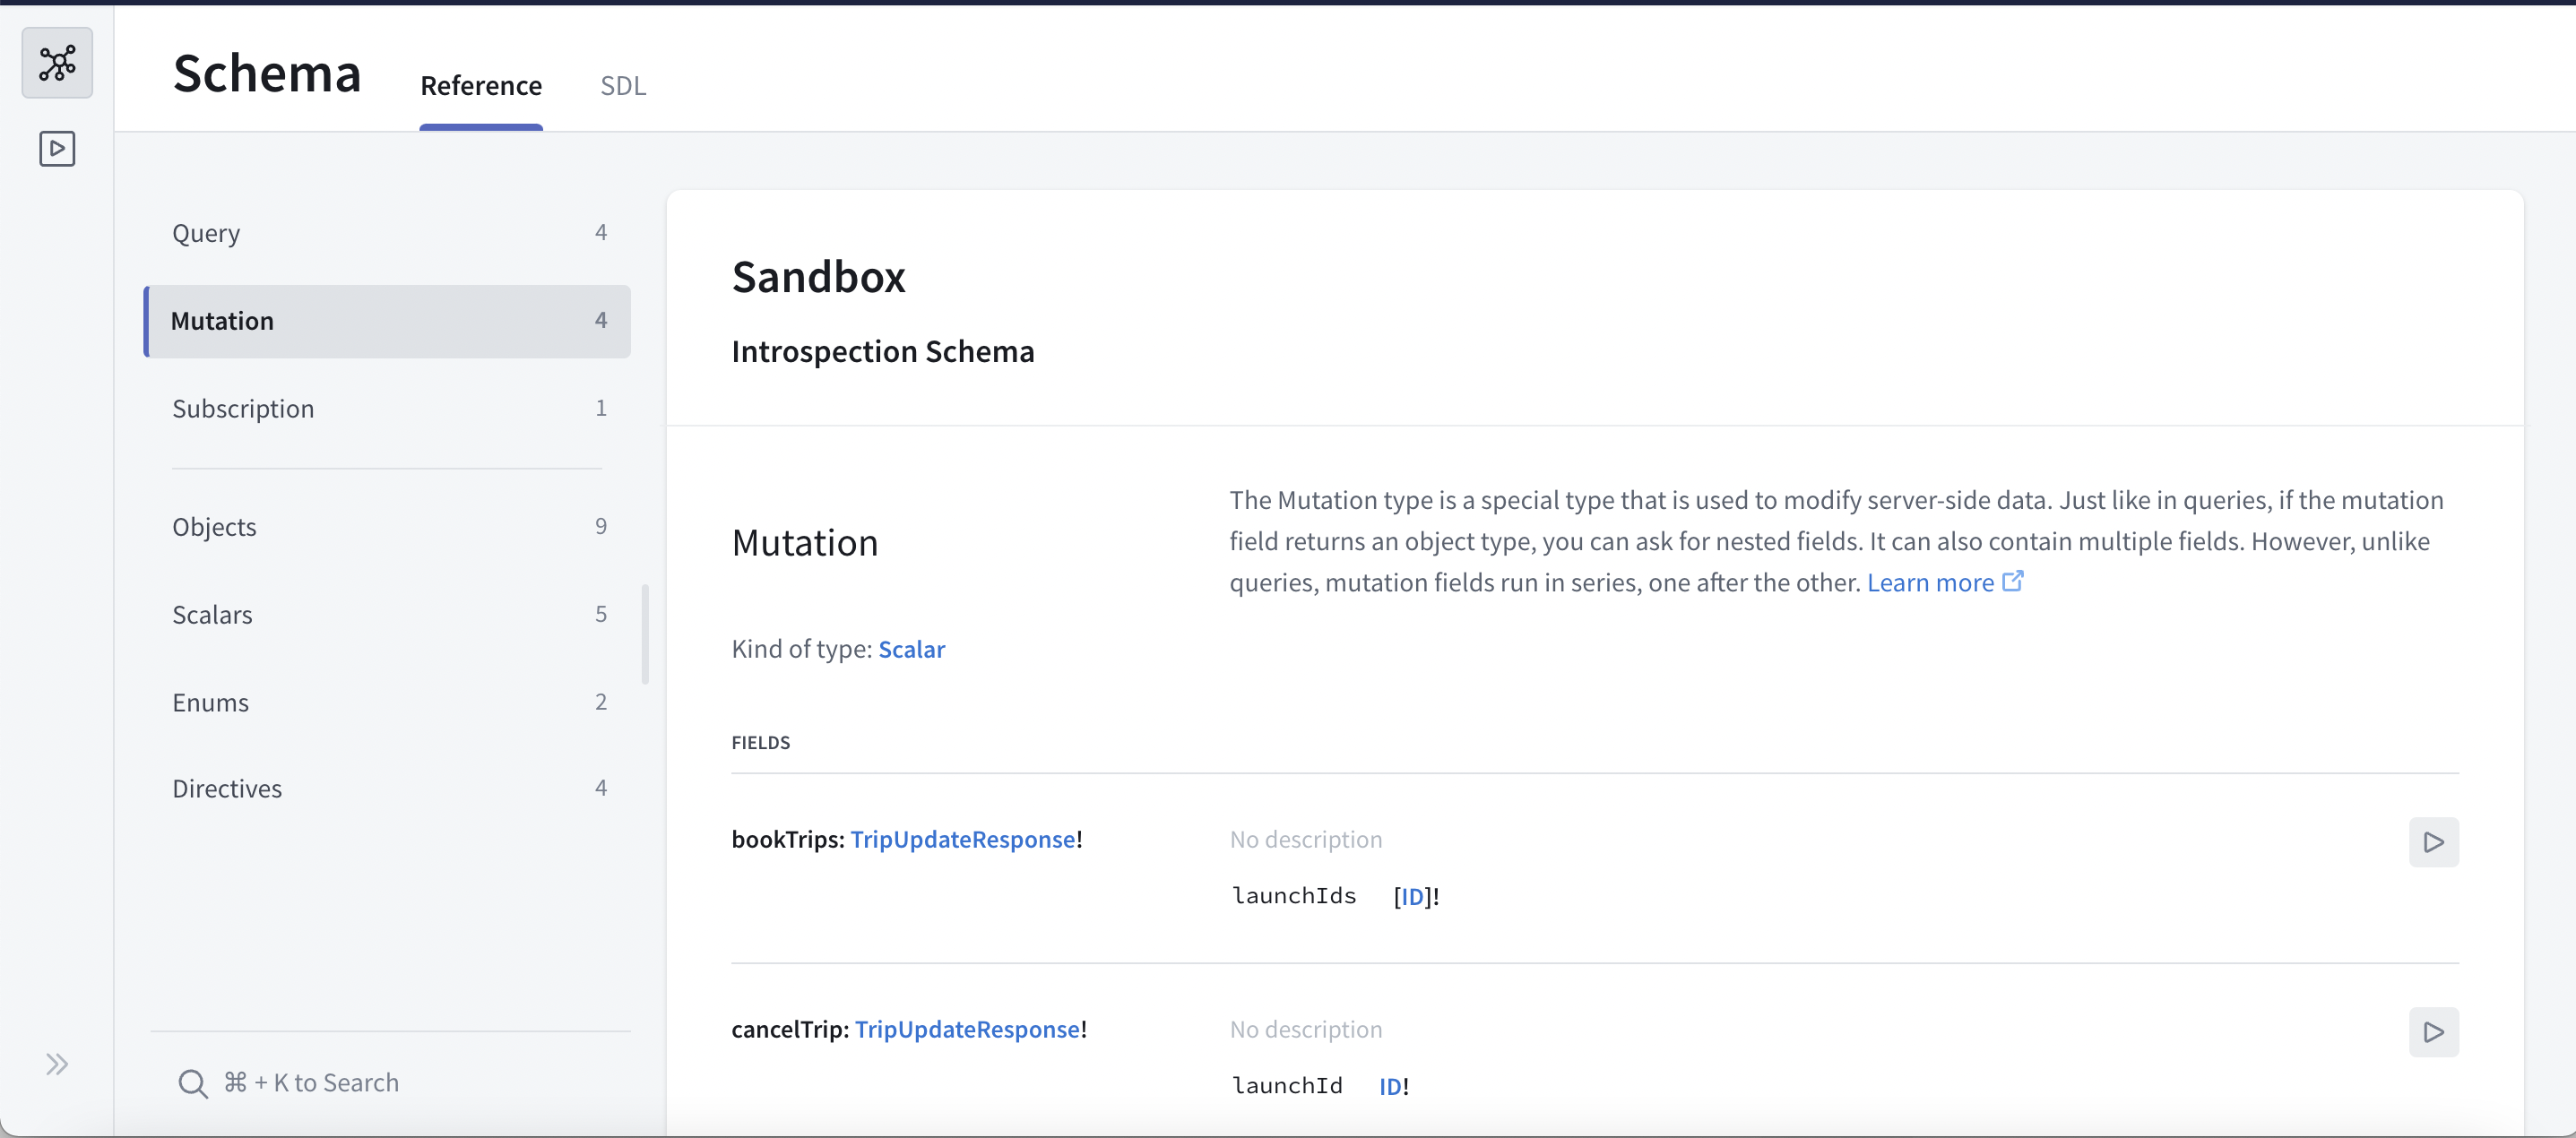 Schema
Reference
SDL
Query 4
Mutation 4
Subscription 1
Objects 9
Scalars 5
Enums 2
Directives 4
⌘ + K to Search
Sandbox
Introspection Schema
Mutation
The Mutation type is a special type that is used to modify server-side data. Just like in queries, if the mutation
field returns an object type, you can ask for nested fields. It can also contain multiple fields. However, unlike
queries, mutation fields run in series, one after the other. Learn more
Kind of type: Scalar
FIELDS
bookTrips: TripUpdateResponse!
No description
launchIds [ID]!
cancelTrip: TripUpdateResponse!
No description
launchId ID!